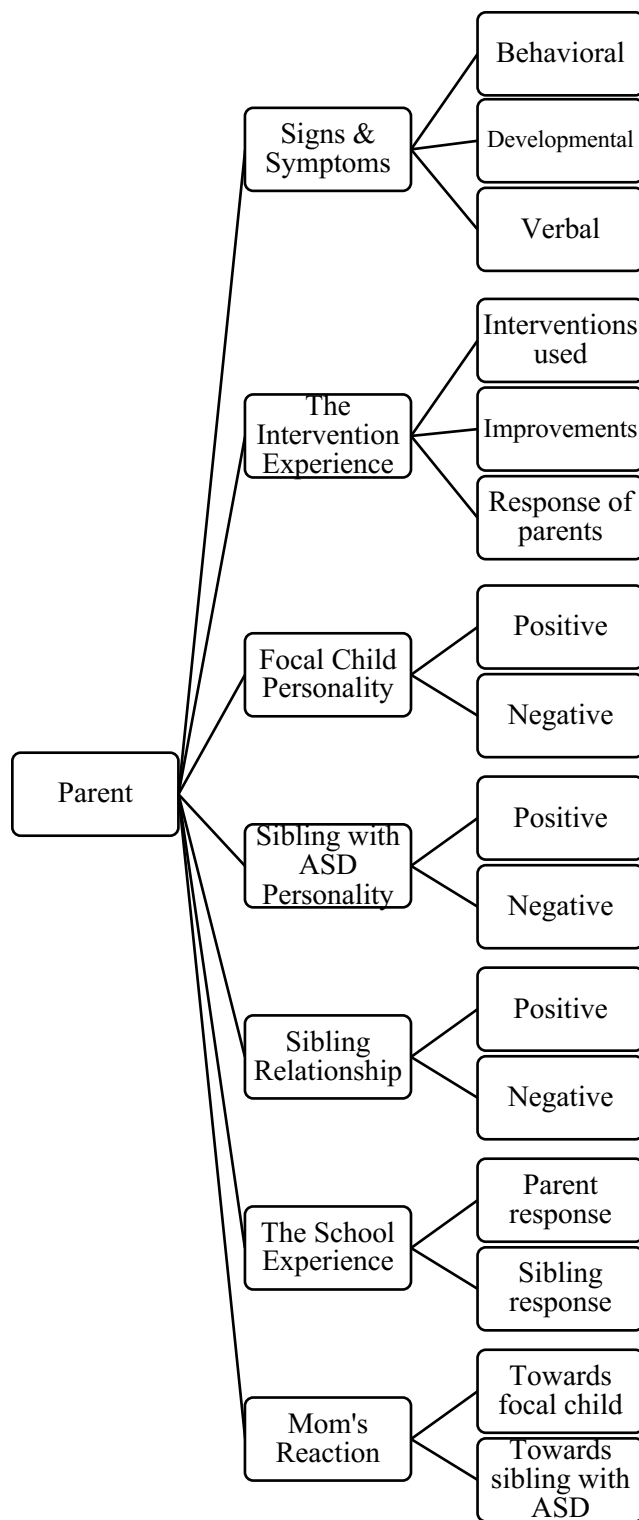 Behavioral
Signs &
Symptoms
Developmental
Verbal
Interventions
used
The
Intervention
Experience
Improvements
Response of
parents
Positive
Focal Child
Personality
Negative
Parent
Positive
Sibling with
ASD
Personality
Negative
Positive
Sibling
Relationship
Negative
Parent
response
The School
Experience
Sibling
response
Towards
focal child
Mom's
Reaction
Towards
sibling with
ASD